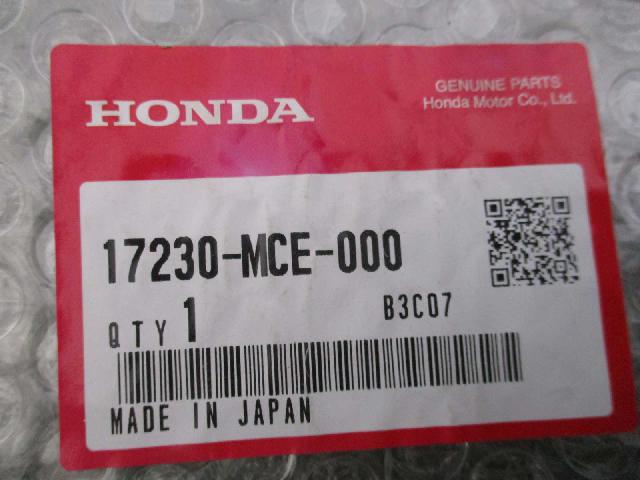 HONDA
GENUINE PARTS
Honda Motor Co., Ltd.
17230-MCE-000
QTY 1
B3C07
MADE IN JAPAN